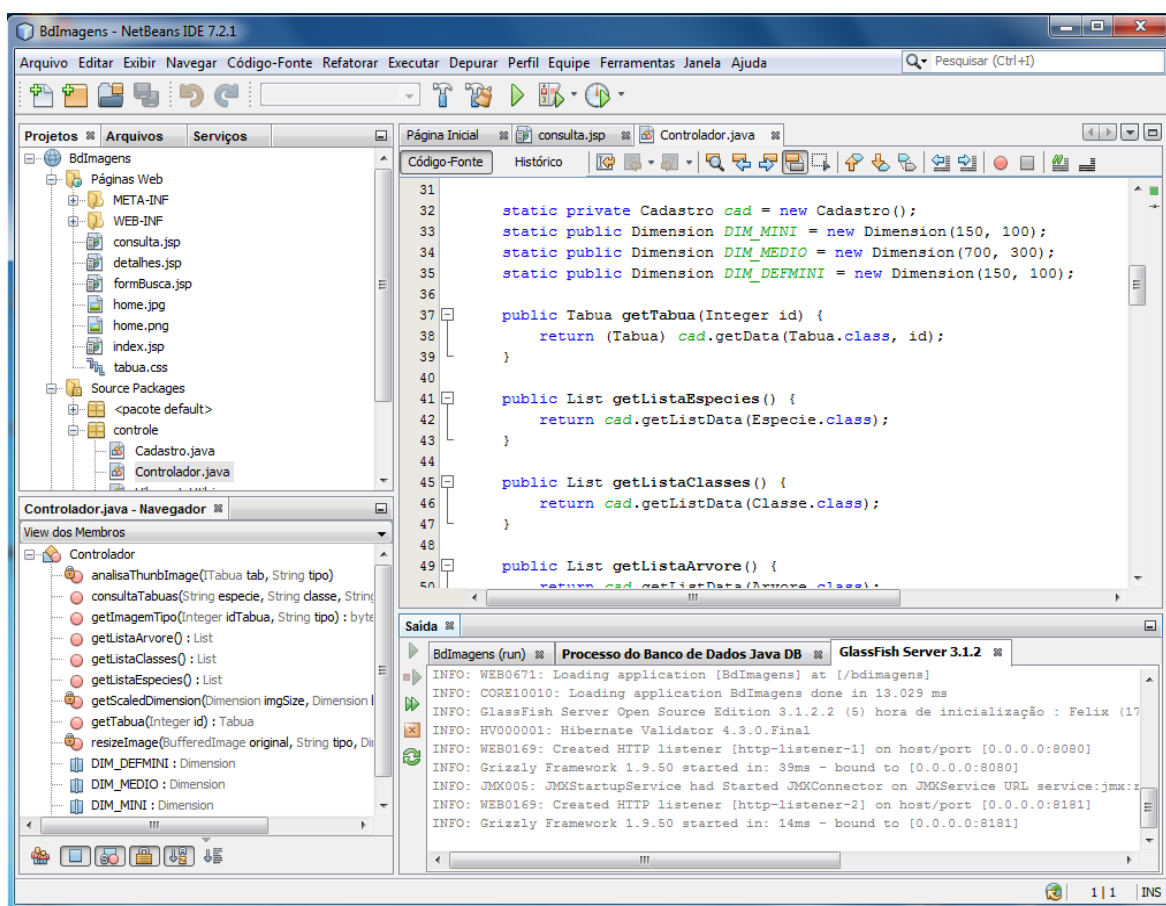 BdImagens - NetBeans IDE 7.2.1
Arquivo Editar Exibir Navegar Código-Fonte Refatorar Executar Depurar Perfil Equipe Ferramentas Janela Ajuda
Pesquisar (Ctrl+I)
Projetos Arquivos Serviços
BdImagens
Páginas Web
META-INF
WEB-INF
consulta.jsp
detalhes.jsp
formBusca.jsp
home.jpg
home.png
index.jsp
tabua.css
Source Packages
<pacote default>
controle
Cadastro.java
Controlador.java
Controlador.java - Navegador
View dos Membros
Controlador
analisaThunbImage(ITabua tab, String tipo)
consultaTabuas(String especie, String classe, String
getImagemTipo(Integer idTabua, String tipo) : byte
getListaArvore() : List
getListaClasses() : List
getListaEspecies() : List
getScaledDimension(Dimension imgSize, Dimension
getTabua(Integer id) : Tabua
resizeImage(BufferedImage original, String tipo, Di
DIM_DEFMINI : Dimension
DIM_MEDIO : Dimension
DIM_MINI : Dimension
Página Inicial consulta.jsp Controlador.java
Código-Fonte Histórico
31
32 static private Cadastro cad = new Cadastro();
33 static public Dimension DIM_MINI = new Dimension(150, 100);
34 static public Dimension DIM_MEDIO = new Dimension(700, 300);
35 static public Dimension DIM_DEFMINI = new Dimension(150, 100);
36
37 public Tabua getTabua(Integer id) {
38 return (Tabua) cad.getData(Tabua.class, id);
39 }
40
41 public List getListaEspecies() {
42 return cad.getListData(Especie.class);
43 }
44
45 public List getListaClasses() {
46 return cad.getListData(Classe.class);
47 }
48
49 public List getListaArvore() {
50 return cad.getListData(Arvore.class);
Saída
BdImagens (run) Processo do Banco de Dados Java DB GlassFish Server 3.1.2
INFO: WEB0671: Loading application [BdImagens] at [/bdimagens]
INFO: CORE10010: Loading application BdImagens done in 13.029 ms
INFO: GlassFish Server Open Source Edition 3.1.2.2 (5) hora de inicialização : Felix (17
INFO: HV000001: Hibernate Validator 4.3.0.Final
INFO: WEB0169: Created HTTP listener [http-listener-1] on host/port [0.0.0.0:8080]
INFO: Grizzly Framework 1.9.50 started in: 39ms - bound to [0.0.0.0:8080]
INFO: JMX005: JMXStartupService had Started JMXConnector on JMXService URL service:jmx:r
INFO: WEB0169: Created HTTP listener [http-listener-2] on host/port [0.0.0.0:8181]
INFO: Grizzly Framework 1.9.50 started in: 14ms - bound to [0.0.0.0:8181]
1|1 INS